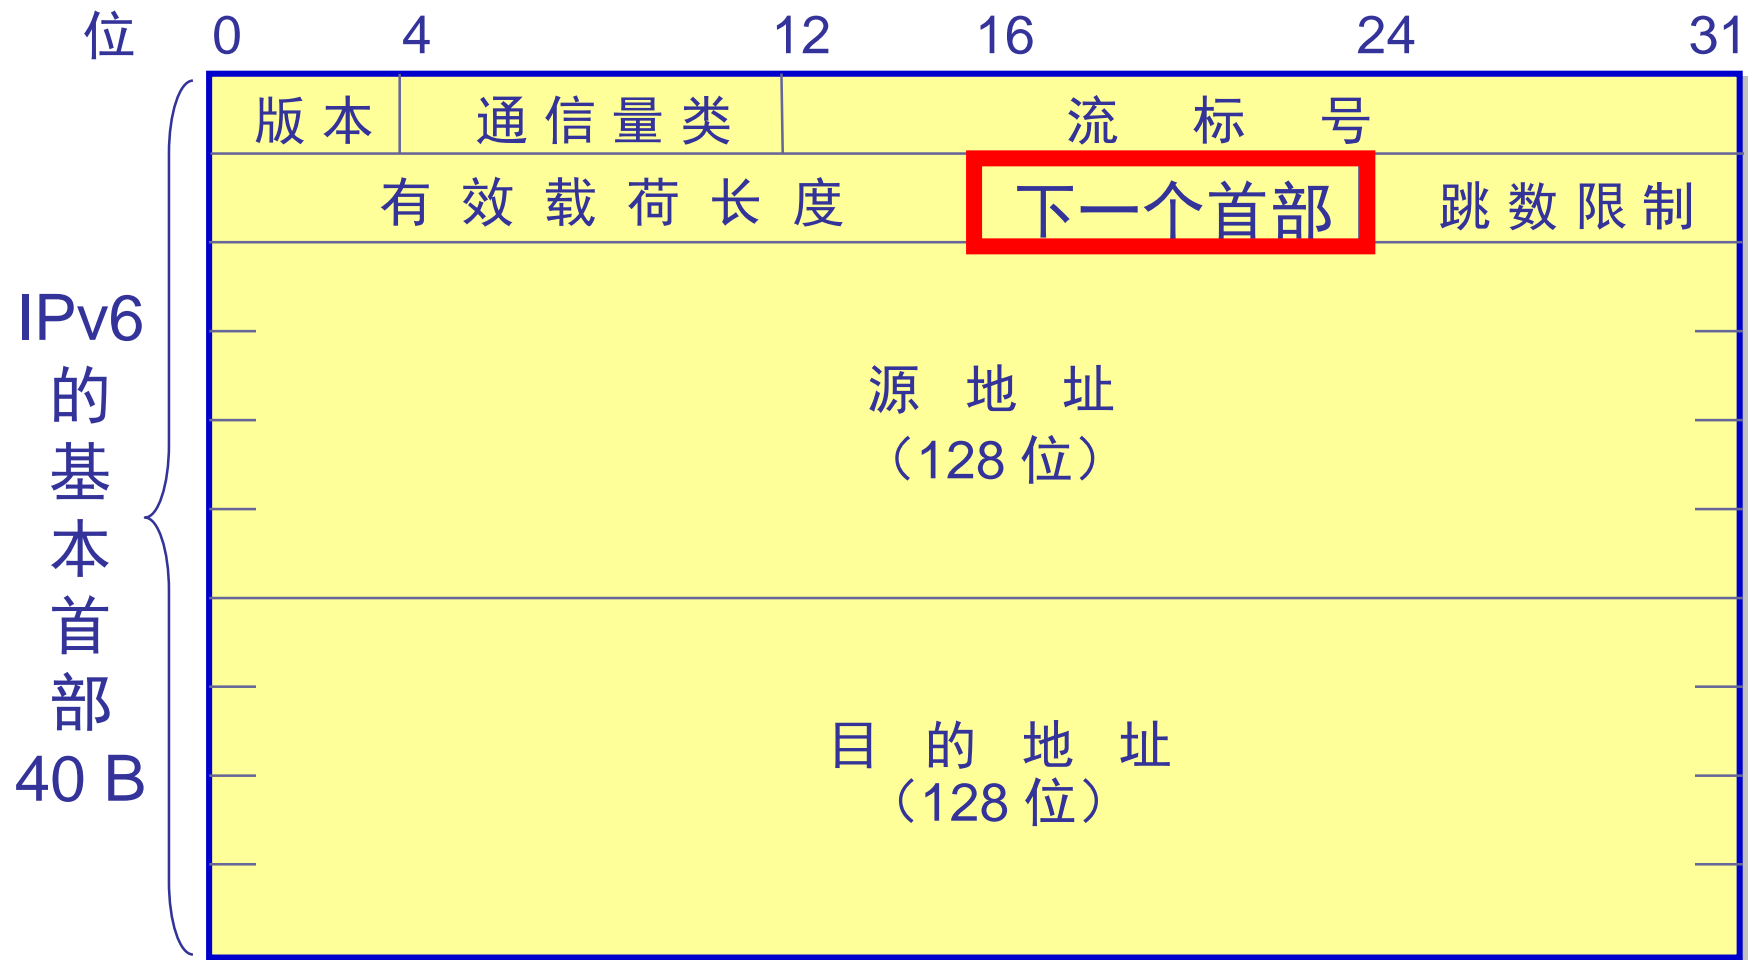 位 0 4 12 16 24 31
版本 通信量类 流标号
有效载荷长度 下一个首部 跳数限制
IPv6
的
基
本
首
部
40 B
源地址
（128 位）
目的地址
（128 位）